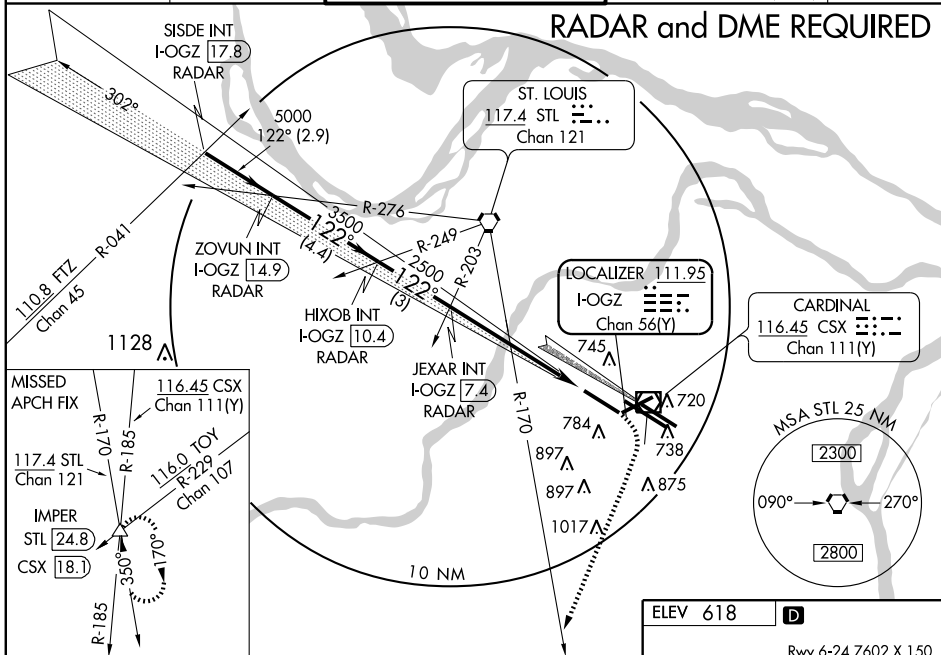 RADAR and DME REQUIRED
SISDE INT
I-OGZ 17.8
RADAR
302°
5000
122° (2.9)
ST. LOUIS
117.4 STL
Chan 121
R-276
R-041
3500
122°
(4.4)
R-249
2500
122°
(3)
R-203
110.8 FTZ
Chan 45
ZOVUN INT
I-OGZ 14.9
RADAR
HIXOB INT
I-OGZ 10.4
RADAR
JEXAR INT
I-OGZ 7.4
RADAR
LOCALIZER 111.95
I-OGZ
Chan 56(Y)
CARDINAL
116.45 CSX
Chan 111(Y)
1128
745
720
784
738
897
897
875
1017
R-170
10 NM
MISSED
APCH FIX
116.45 CSX
Chan 111(Y)
R-170
R-185
117.4 STL
Chan 121
116.0 TOY
R-229
Chan 107
IMPER
STL 24.8
CSX 18.1
350°
170°
R-185
MSA STL 25 NM
2300
090°
270°
2800
ELEV 618 D
Rwy 6-24 7602 X 150